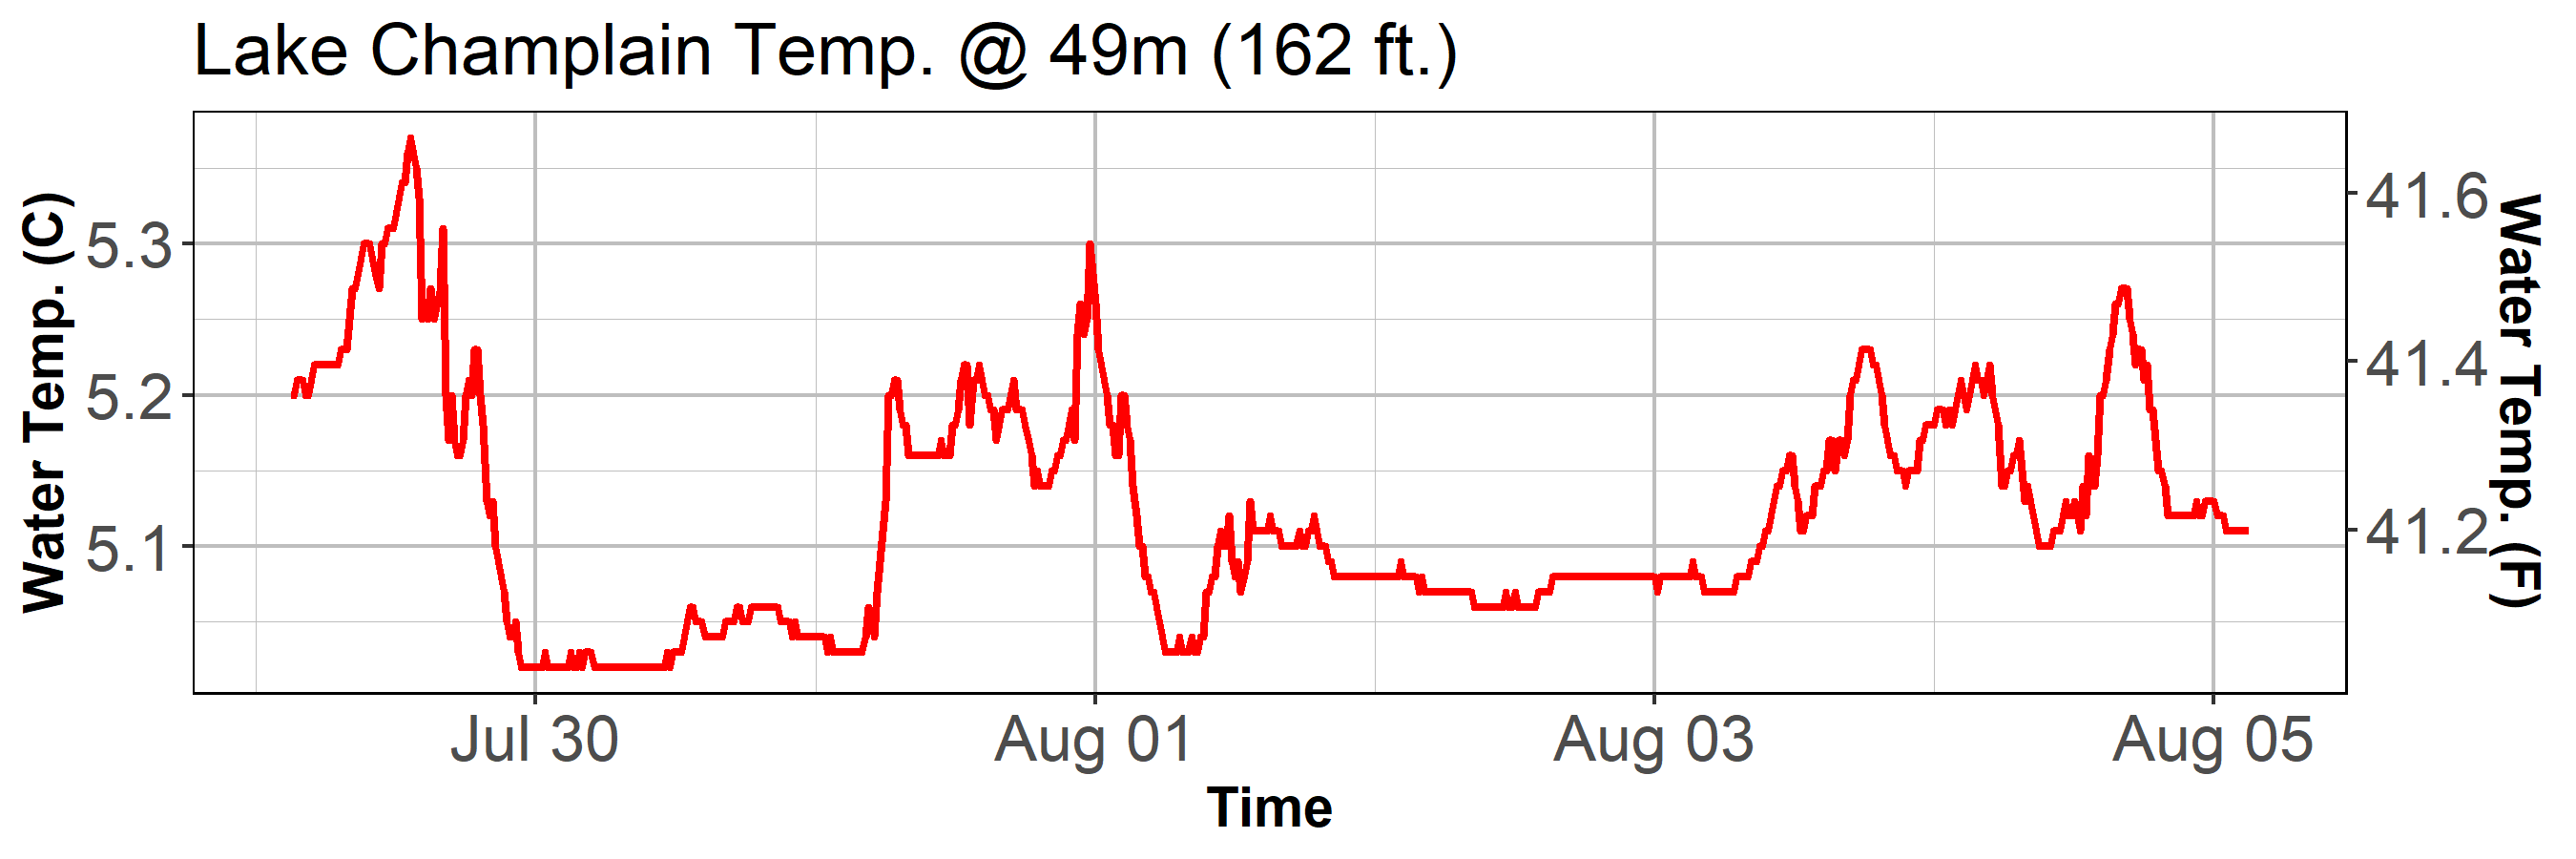 Lake Champlain Temp. @ 49m (162 ft.)
Water Temp. (C)
5.3
5.2
5.1
41.6
41.4
41.2
Water Temp. (F)
Jul 30
Aug 01
Aug 03
Aug 05
Time